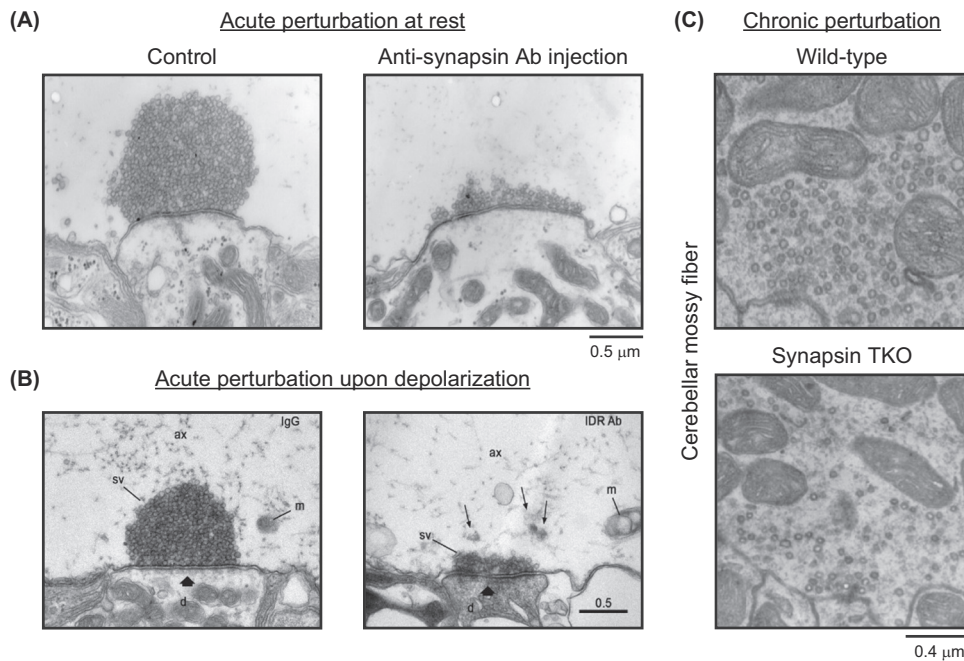 (A) Acute perturbation at rest
Control
Anti-synapsin Ab injection
0.5 μm
(B) Acute perturbation upon depolarization
IgG
ax
sv
m
d
IDR Ab
ax
m
sv
d
0.5
(C) Chronic perturbation
Wild-type
Cerebellar mossy fiber
Synapsin TKO
0.4 μm